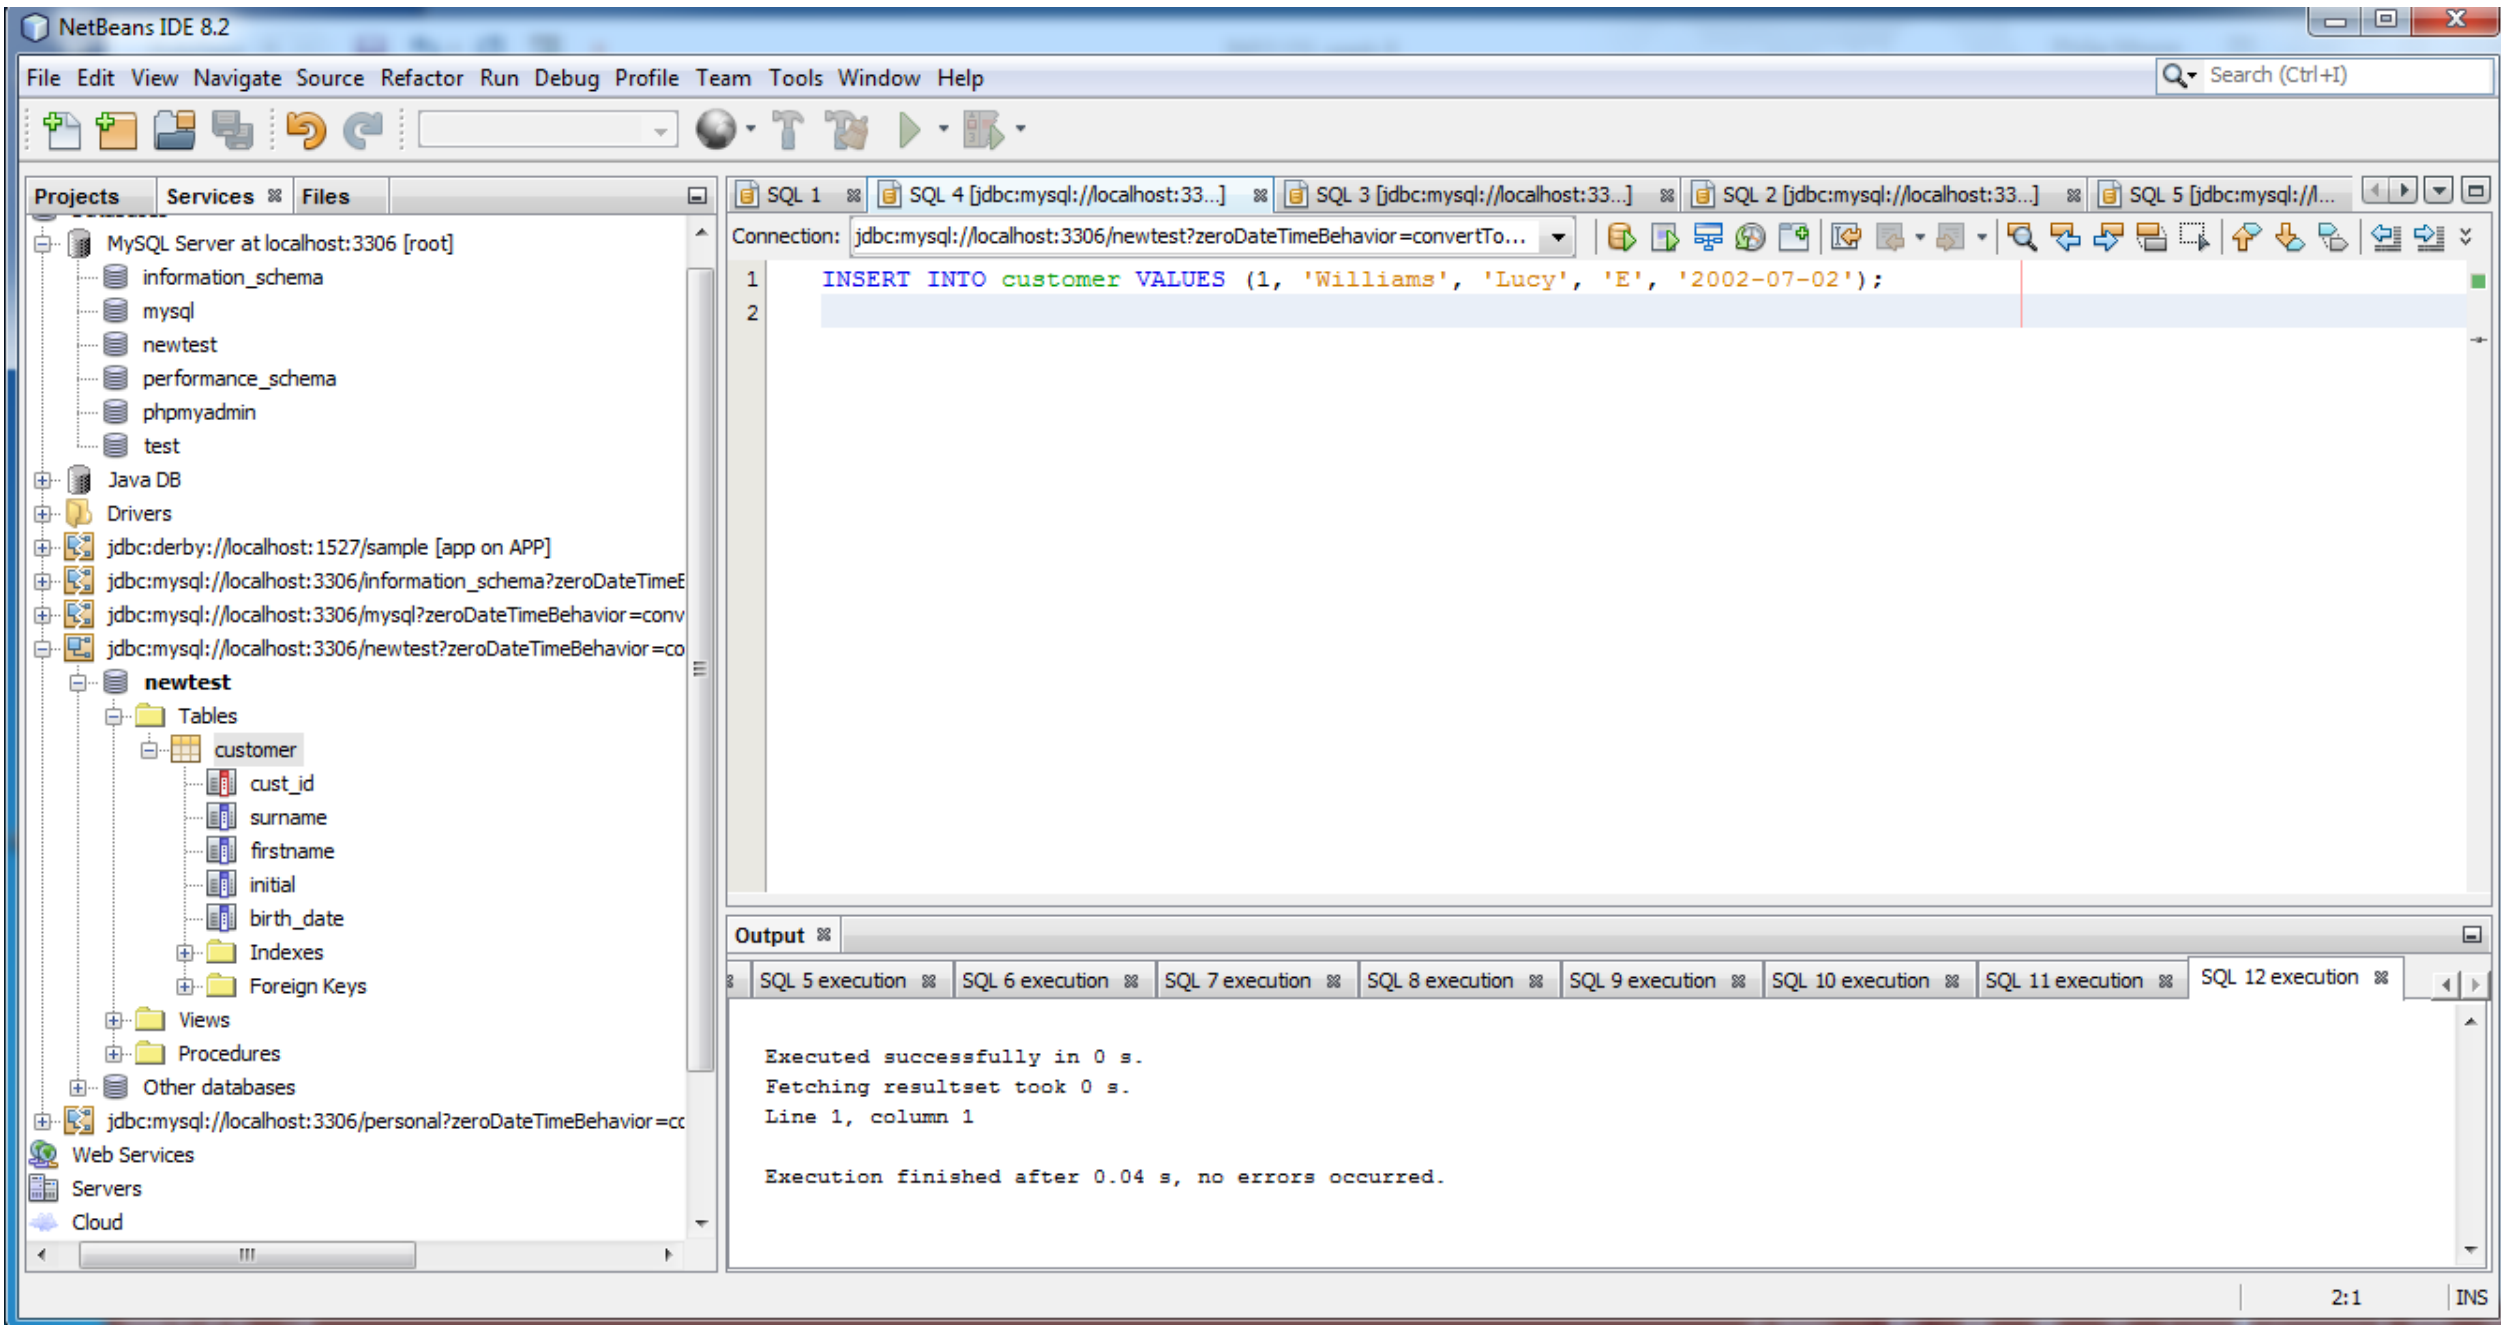 NetBeans IDE 8.2
File Edit View Navigate Source Refactor Run Debug Profile Team Tools Window Help
Search (Ctrl+I)
Projects Services Files
MySQL Server at localhost:3306 [root]
information_schema
mysql
newtest
performance_schema
phpmyadmin
test
Java DB
Drivers
jdbc:derby://localhost:1527/sample [app on APP]
jdbc:mysql://localhost:3306/information_schema?zeroDateTimeB
jdbc:mysql://localhost:3306/mysql?zeroDateTimeBehavior=conv
jdbc:mysql://localhost:3306/newtest?zeroDateTimeBehavior=co
newtest
Tables
customer
cust_id
surname
firstname
initial
birth_date
Indexes
Foreign Keys
Views
Procedures
Other databases
jdbc:mysql://localhost:3306/personal?zeroDateTimeBehavior=cc
Web Services
Servers
Cloud
SQL 1 SQL 4 [jdbc:mysql://localhost:33...] SQL 3 [jdbc:mysql://localhost:33...] SQL 2 [jdbc:mysql://localhost:33...] SQL 5 [jdbc:mysql://l...
Connection: jdbc:mysql://localhost:3306/newtest?zeroDateTimeBehavior=convertTo...
1 INSERT INTO customer VALUES (1, 'Williams', 'Lucy', 'E', '2002-07-02');
2
Output
SQL 5 execution SQL 6 execution SQL 7 execution SQL 8 execution SQL 9 execution SQL 10 execution SQL 11 execution SQL 12 execution
Executed successfully in 0 s.
Fetching resultset took 0 s.
Line 1, column 1
Execution finished after 0.04 s, no errors occurred.
2:1 INS